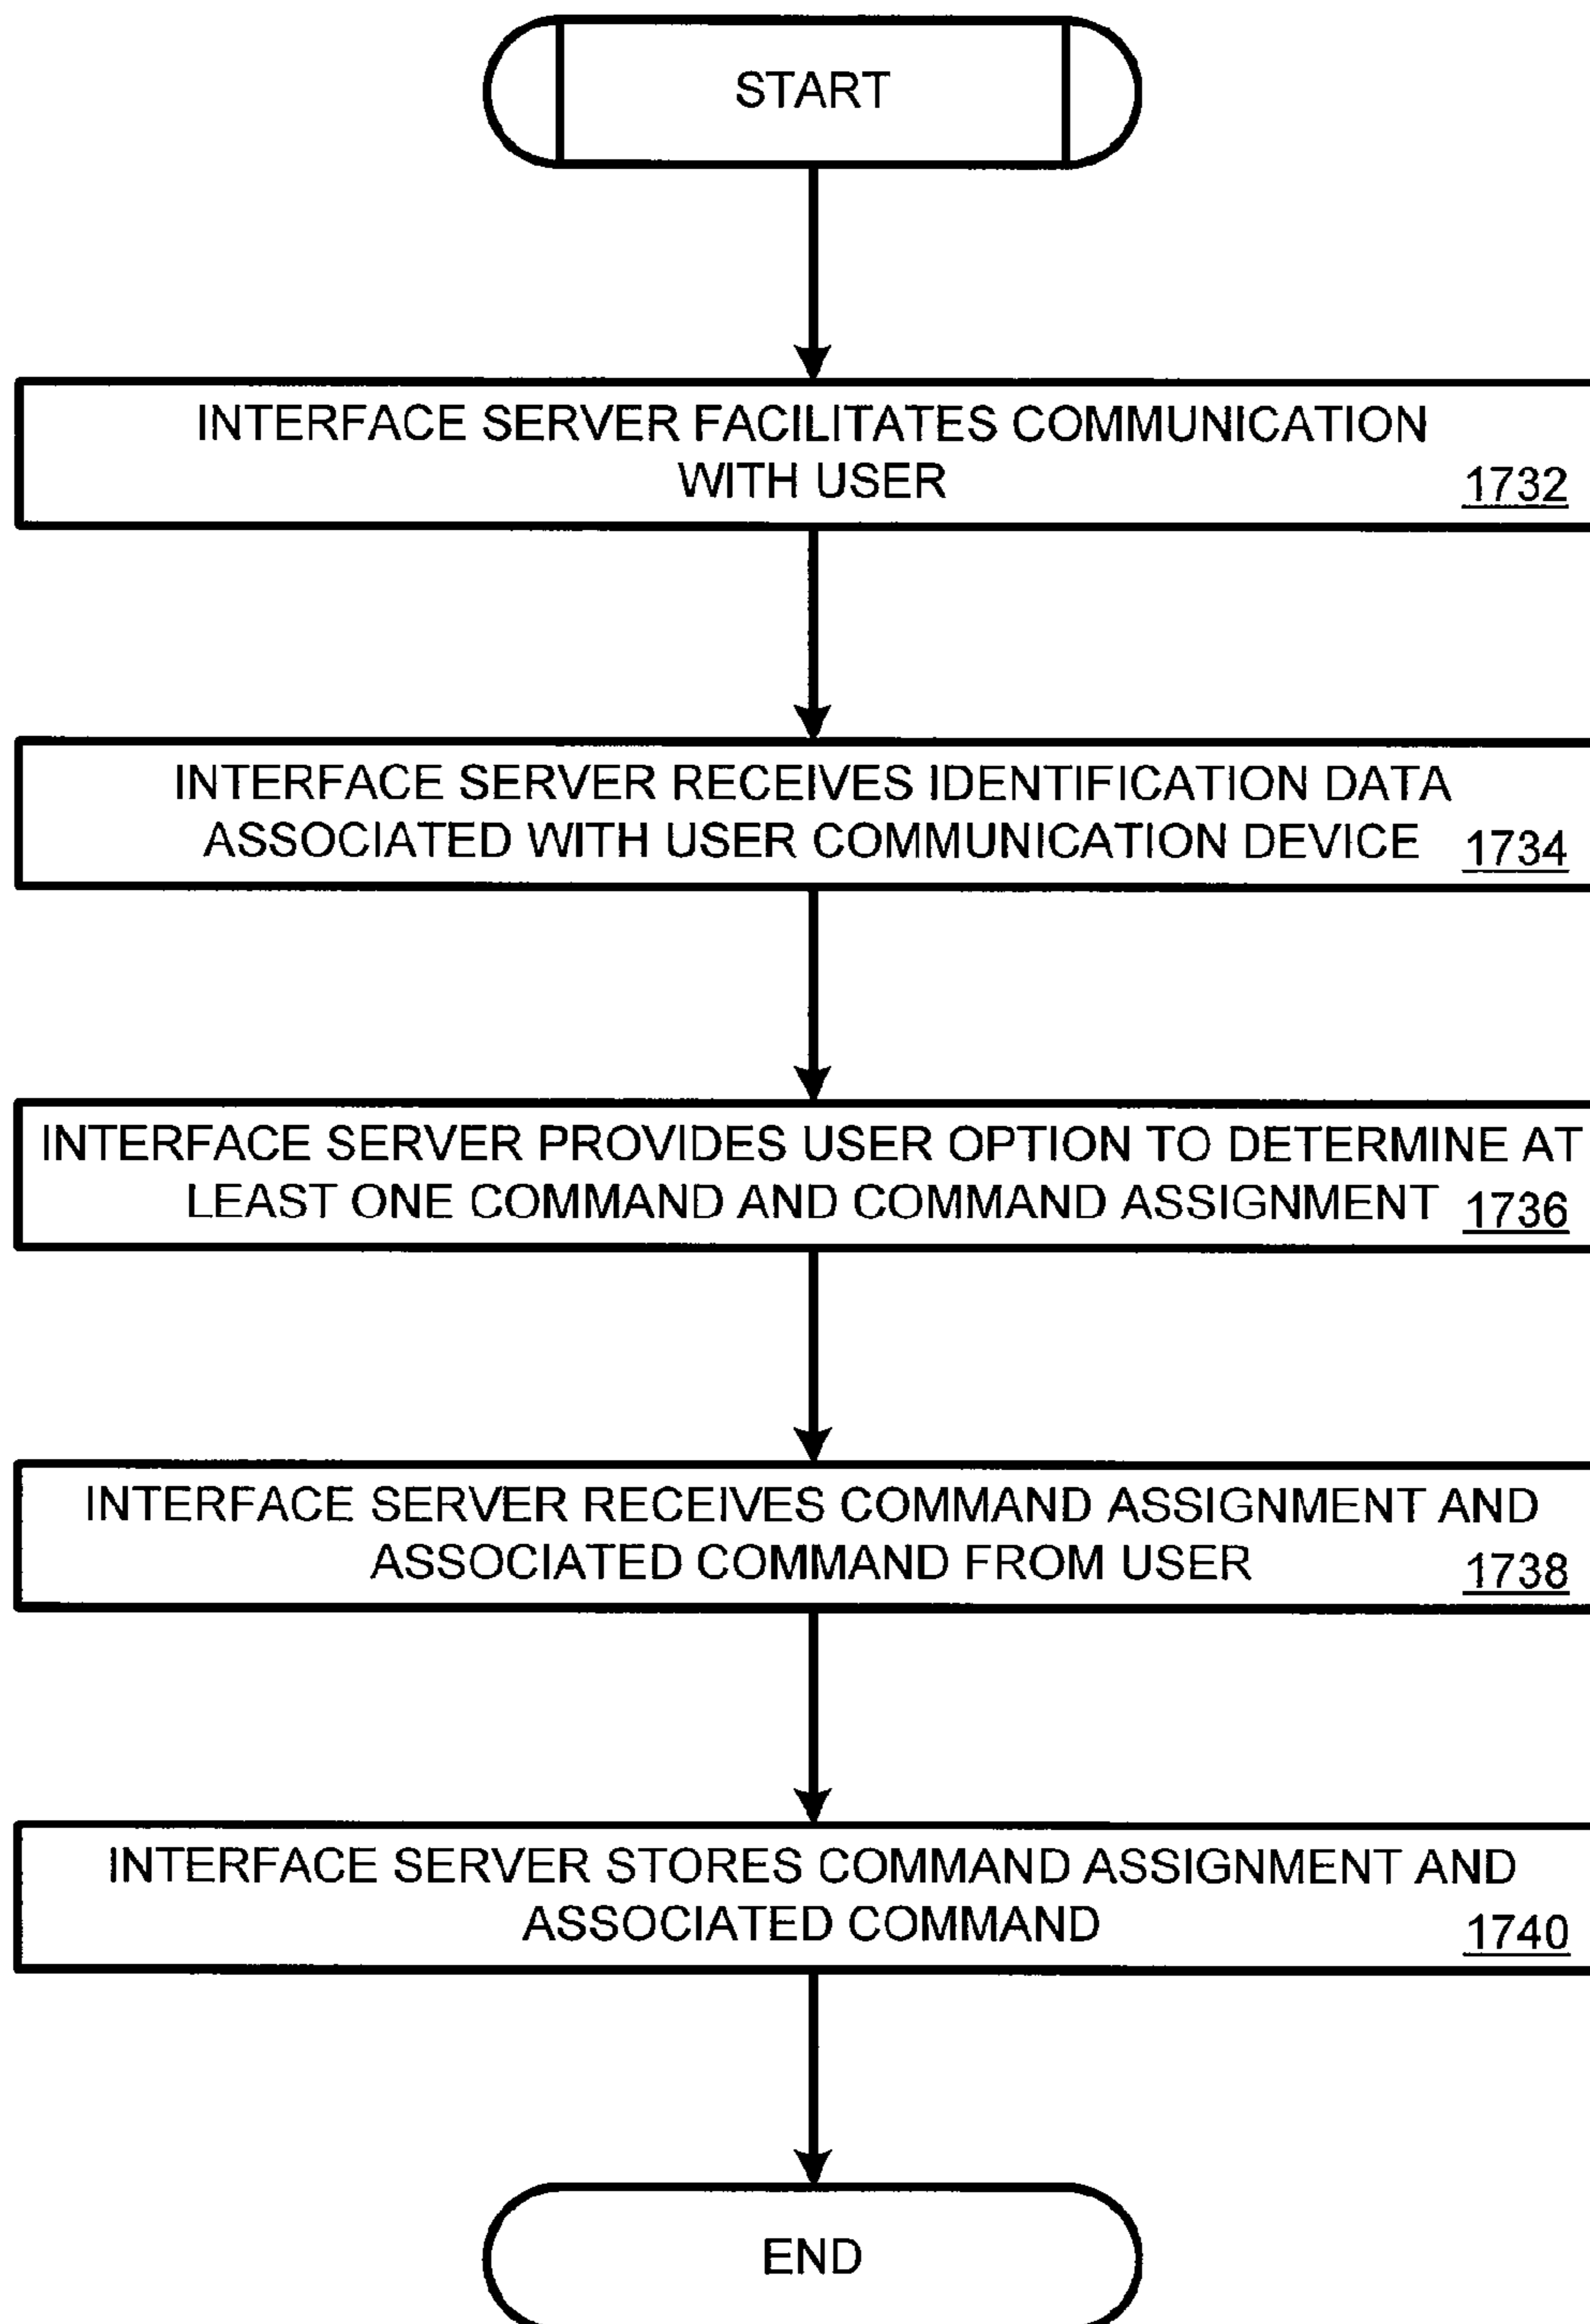 START
INTERFACE SERVER FACILITATES COMMUNICATION
WITH USER
1732
INTERFACE SERVER RECEIVES IDENTIFICATION DATA
ASSOCIATED WITH USER COMMUNICATION DEVICE 1734
INTERFACE SERVER PROVIDES USER OPTION TO DETERMINE AT
LEAST ONE COMMAND AND COMMAND ASSIGNMENT 1736
INTERFACE SERVER RECEIVES COMMAND ASSIGNMENT AND
ASSOCIATED COMMAND FROM USER 1738
INTERFACE SERVER STORES COMMAND ASSIGNMENT AND
ASSOCIATED COMMAND 1740
END